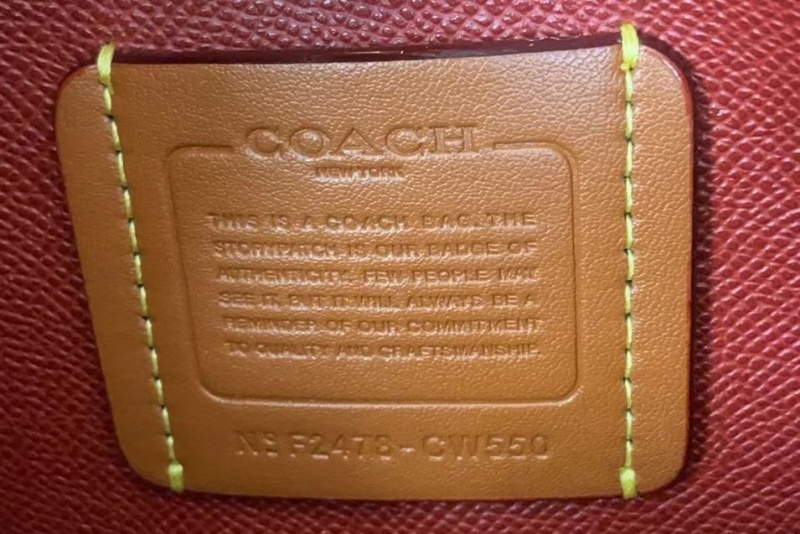 COACH
NEW YORK
THIS IS A COACH BAG. THE
STORYPATCH IS OUR BADGE OF
AUTHENTICITY. FEW PEOPLE MAY
SEE IT, BUT IT WILL ALWAYS BE A
REMINDER OF OUR COMMITMENT
TO QUALITY AND CRAFTSMANSHIP.
Nº F2478-CW550